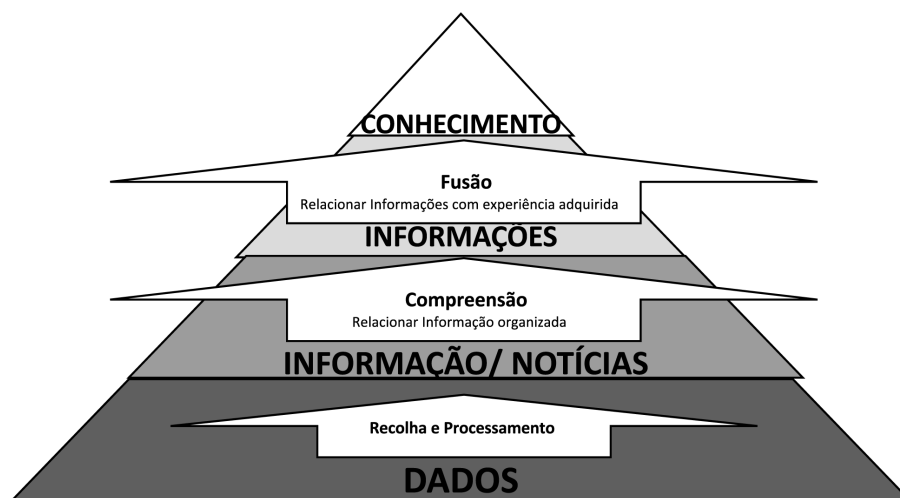 CONHECIMENTO
Fusão
Relacionar Informações com experiência adquirida
INFORMAÇÕES
Compreensão
Relacionar Informação organizada
INFORMAÇÃO/ NOTÍCIAS
Recolha e Processamento
DADOS